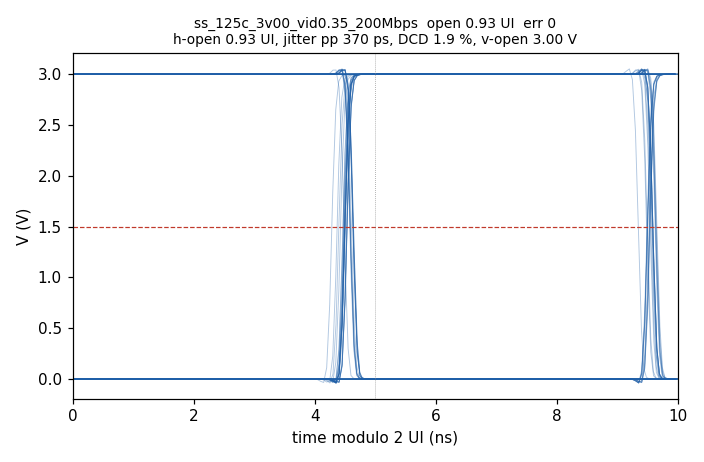 ss_125c_3v00_vid0.35_200Mbps  open 0.93 UI  err 0
h-open 0.93 UI, jitter pp 370 ps, DCD 1.9 %, v-open 3.00 V
3.0
2.5
2.0
1.5
1.0
0.5
0.0
V (V)
0 2 4 6 8 10
time modulo 2 UI (ns)